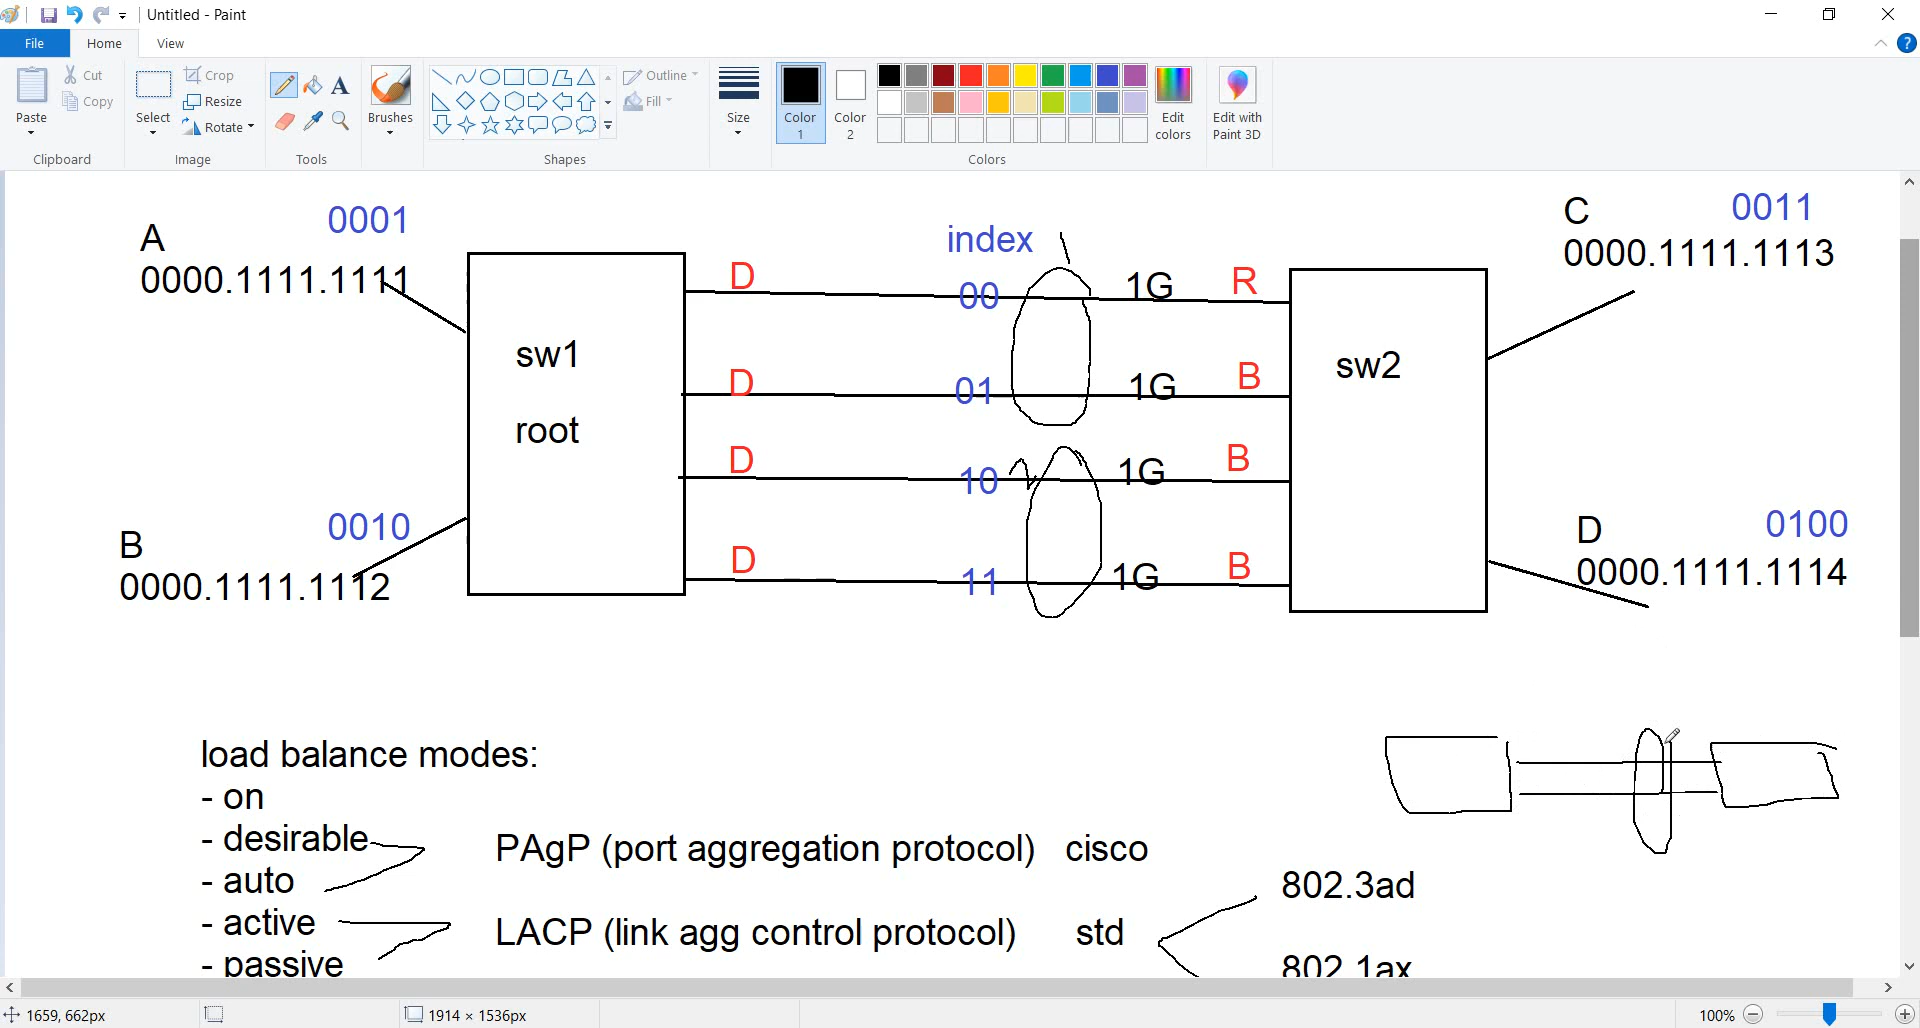 Untitled - Paint
File Home View
Paste
Cut
Copy
Clipboard
Select
Crop
Resize
Rotate
Image
Tools
Brushes
Outline
Fill
Shapes
Size
Color 1
Color 2
Edit colors
Edit with Paint 3D
Colors
A 0001
0000.1111.1111
B 0010
0000.1111.1112
sw1
root
index
D 00 1G R
D 01 1G B
D 10 1G B
D 11 1G B
sw2
C 0011
0000.1111.1113
D 0100
0000.1111.1114
load balance modes:
- on
- desirable
- auto
- active
- passive
PAgP (port aggregation protocol) cisco
LACP (link agg control protocol) std
802.3ad
802.1ax
1659, 662px
1914 × 1536px
100%